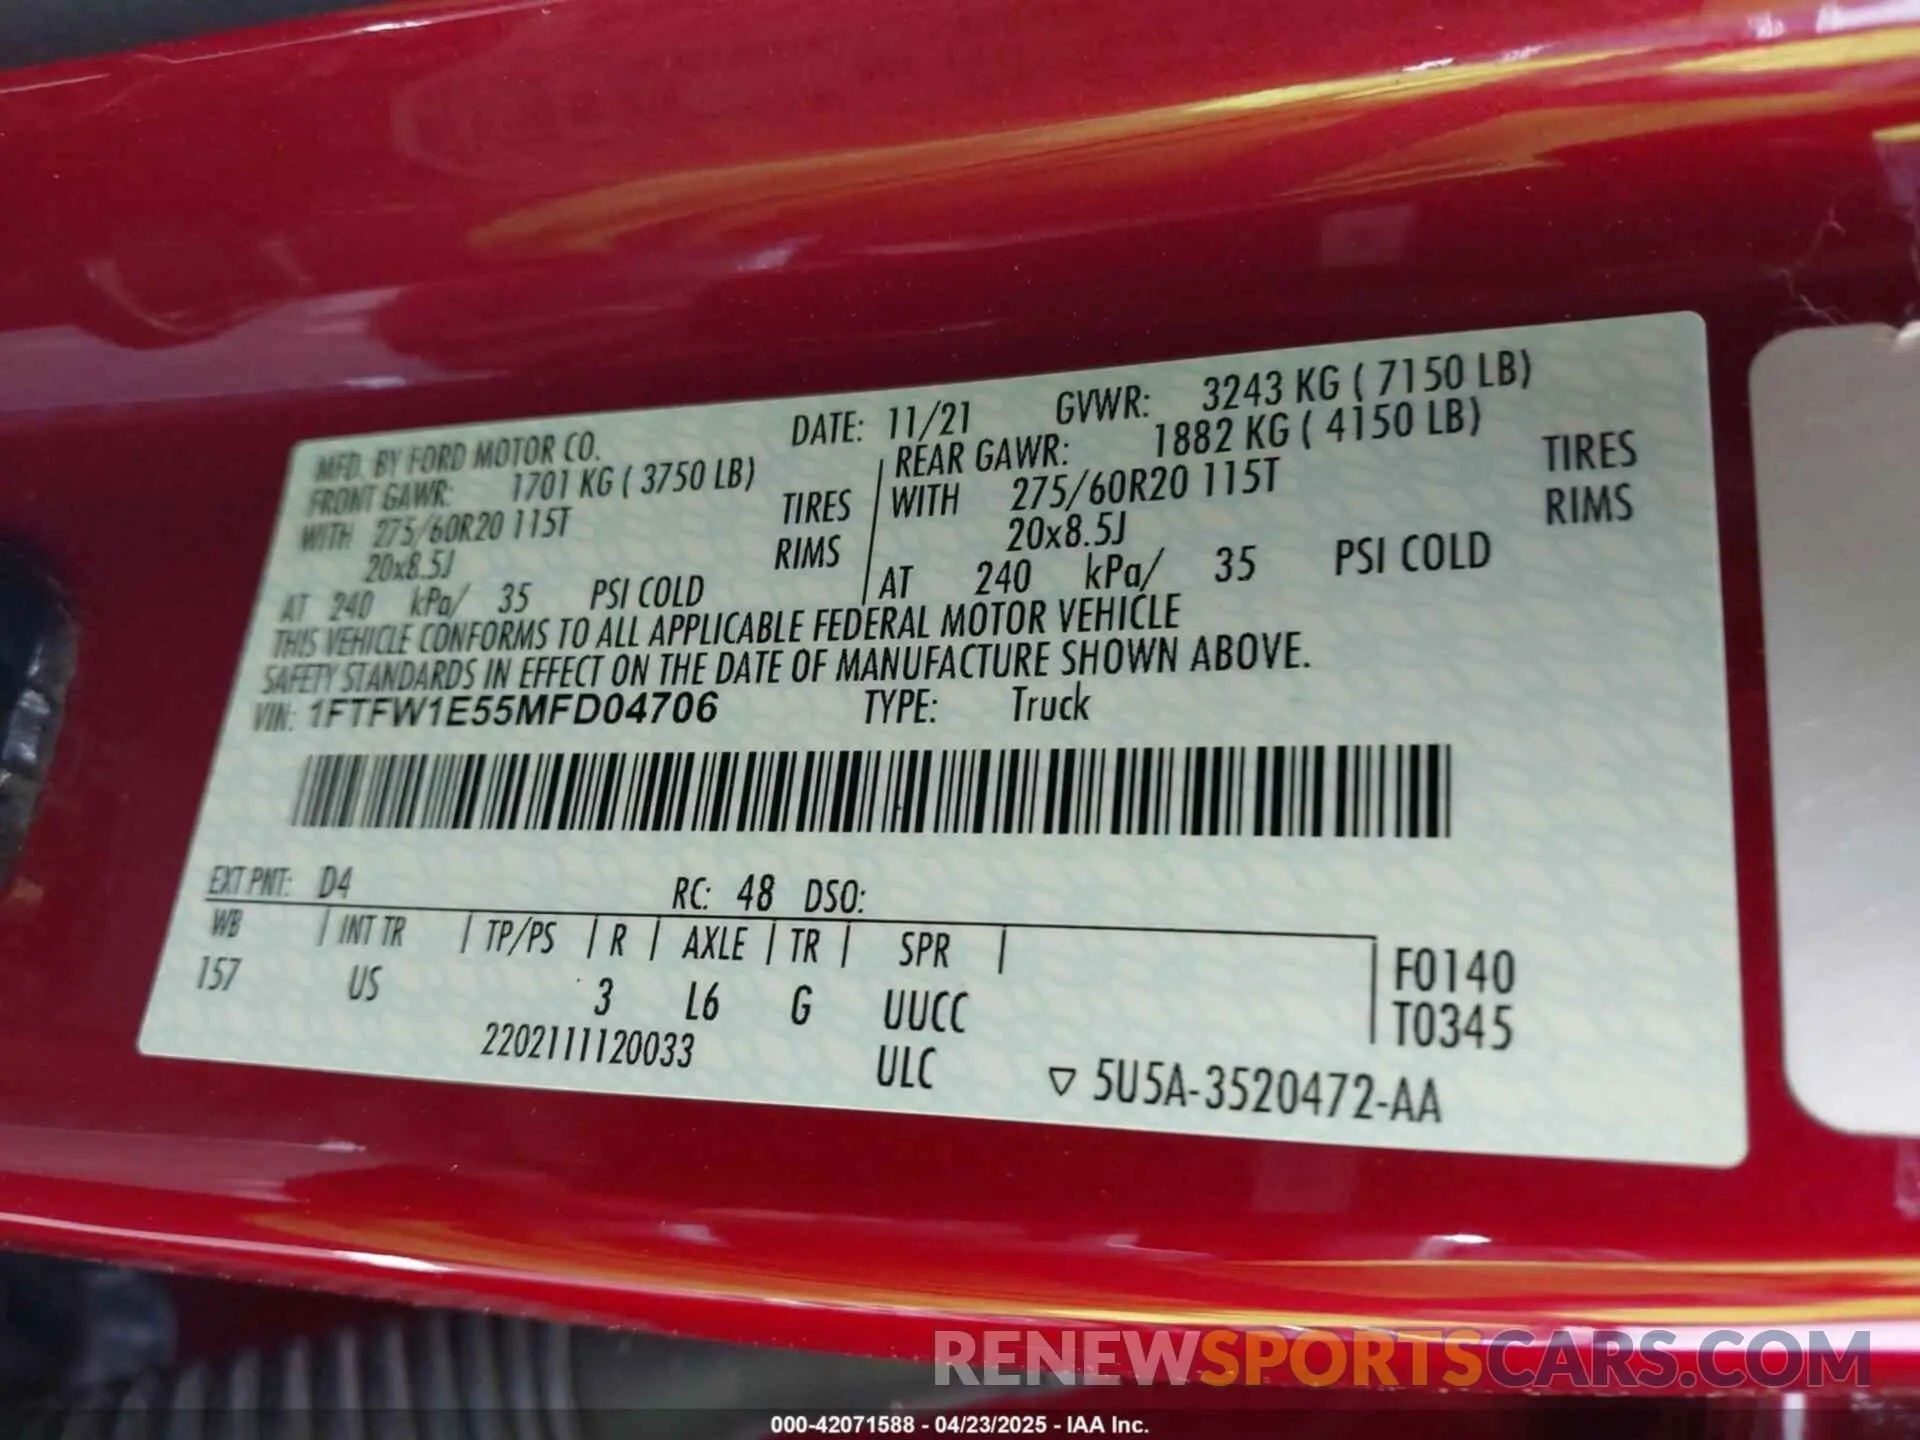 MFD. BY FORD MOTOR CO. DATE: 11/21 GVWR: 3243 KG ( 7150 LB)
FRONT GAWR: 1701 KG ( 3750 LB) REAR GAWR: 1882 KG ( 4150 LB)
WITH 275/60R20 115T TIRES WITH 275/60R20 115T TIRES
20x8.5J RIMS 20x8.5J RIMS
AT 240 kPa/ 35 PSI COLD AT 240 kPa/ 35 PSI COLD
THIS VEHICLE CONFORMS TO ALL APPLICABLE FEDERAL MOTOR VEHICLE
SAFETY STANDARDS IN EFFECT ON THE DATE OF MANUFACTURE SHOWN ABOVE.
VIN: 1FTFW1E55MFD04706 TYPE: Truck
EXT PNT: D4 RC: 48 DSO:
WB | INT TR | TP/PS | R | AXLE | TR | SPR |
157 US 3 L6 G UUCC
F0140
T0345
2202111120033 ULC ▽ 5U5A-3520472-AA
RENEWSPORTSCARS.COM
000-42071588 - 04/23/2025 - IAA Inc.